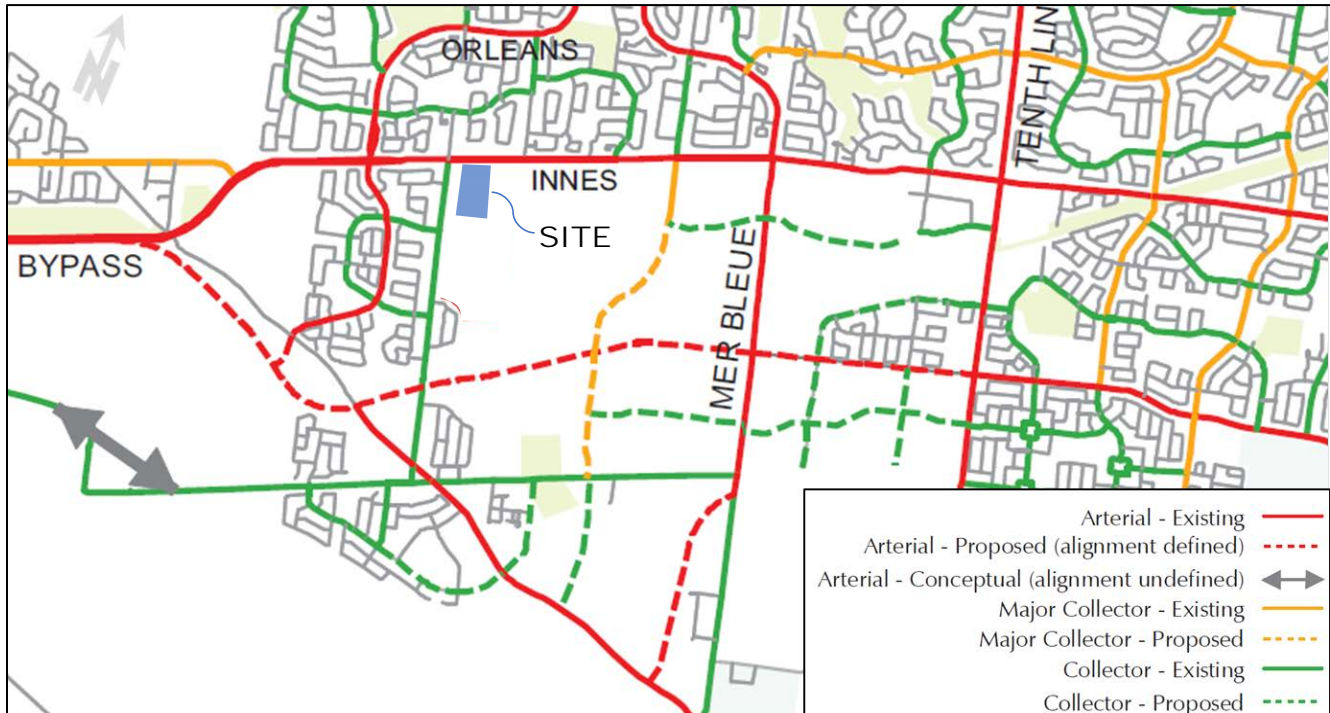 N
ORLEANS
TENTH LIN
INNES
SITE
BYPASS
MER BLEUE
Arterial - Existing
Arterial - Proposed (alignment defined)
Arterial - Conceptual (alignment undefined)
Major Collector - Existing
Major Collector - Proposed
Collector - Existing
Collector - Proposed